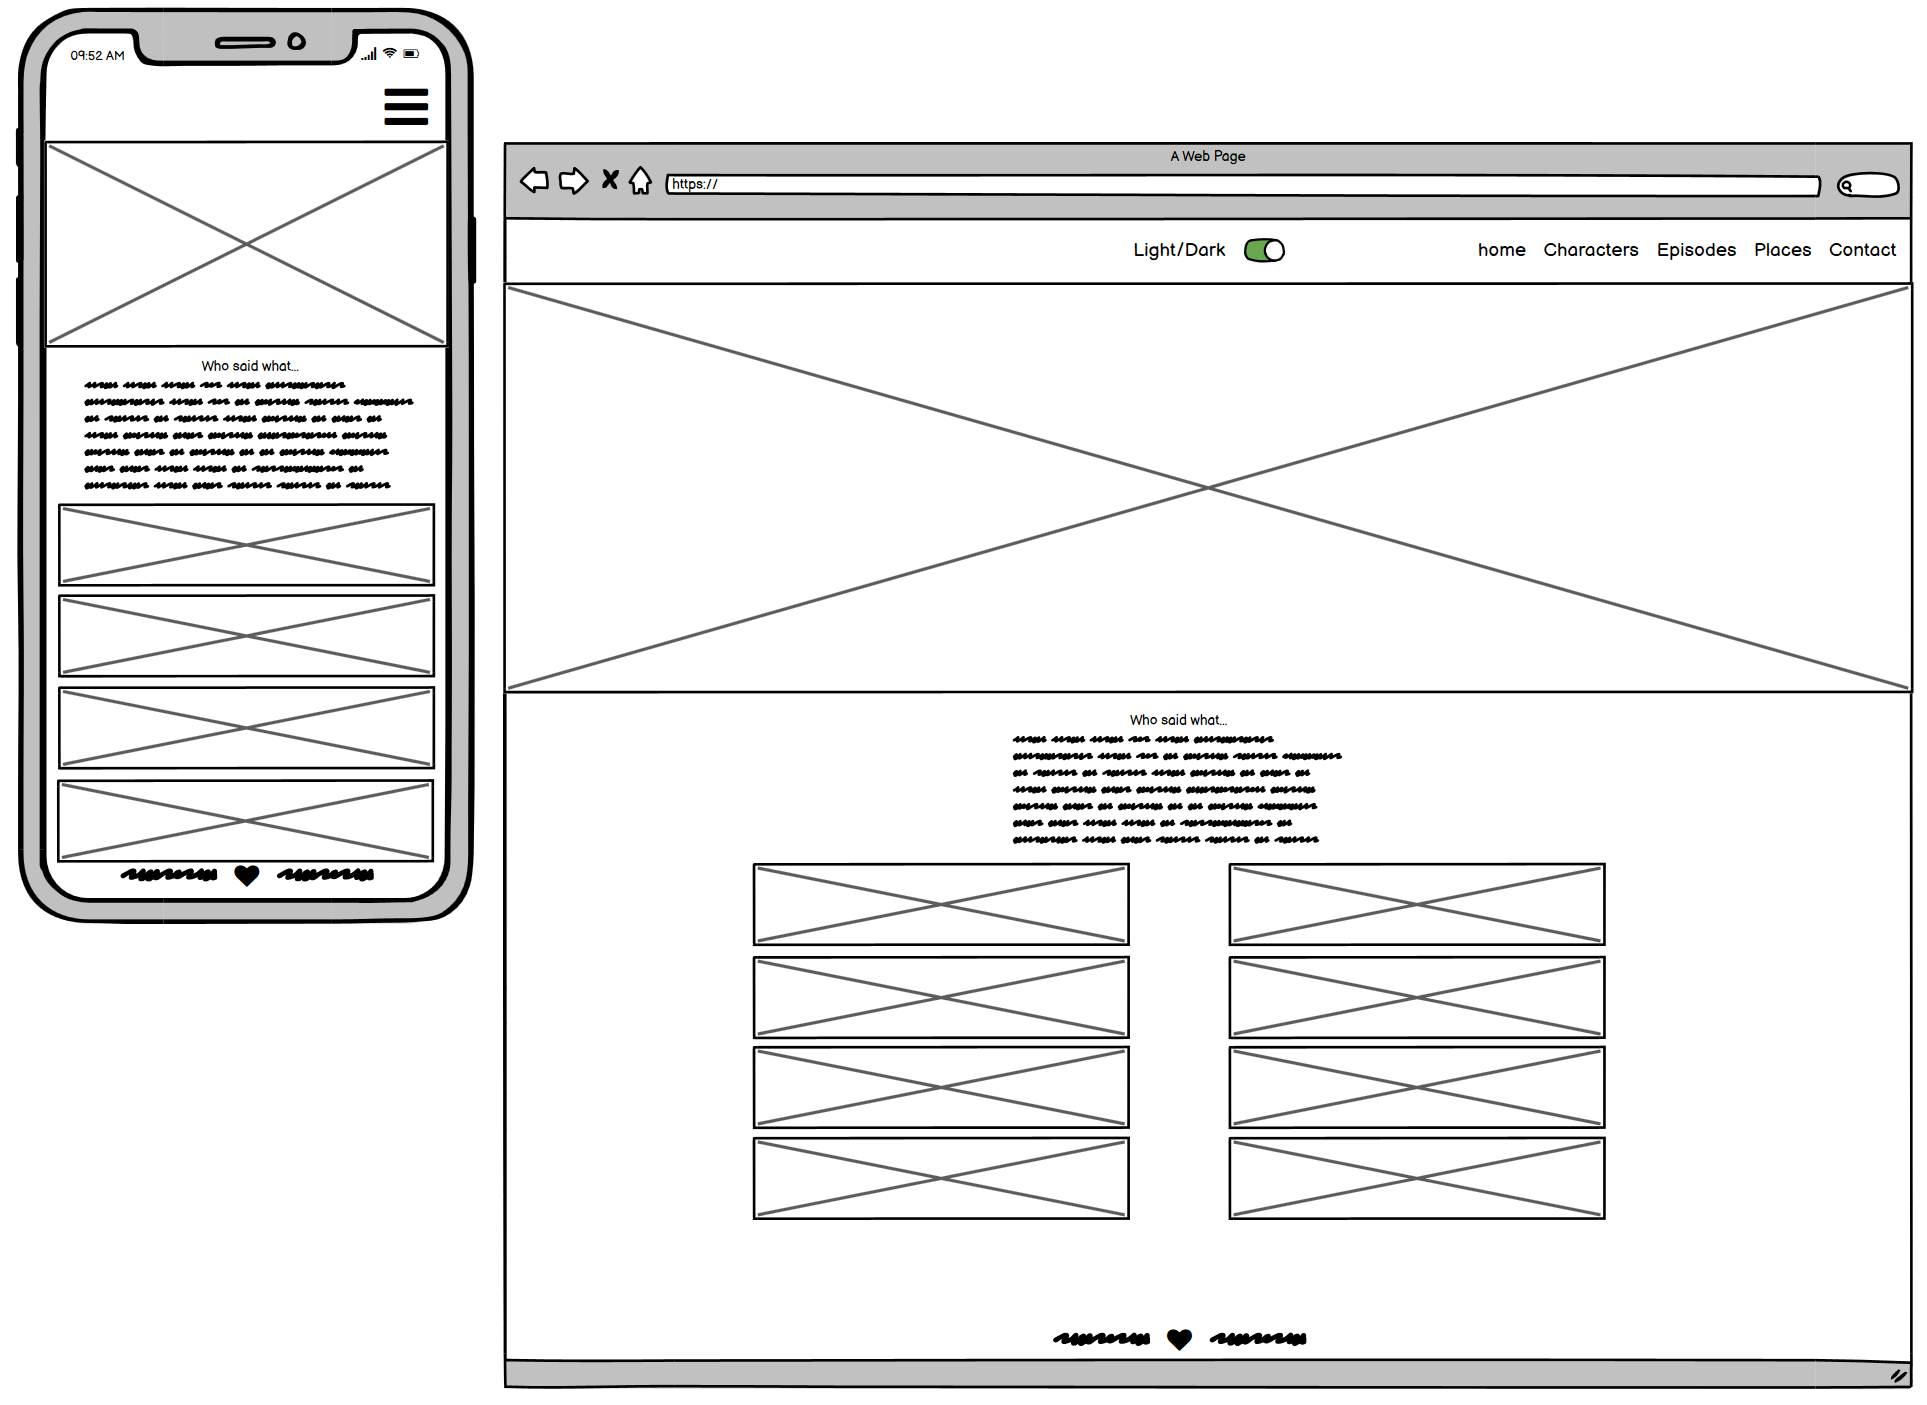 09:52 AM
Who said what...
A Web Page
https://
Light/Dark
home Characters Episodes Places Contact
Who said what...